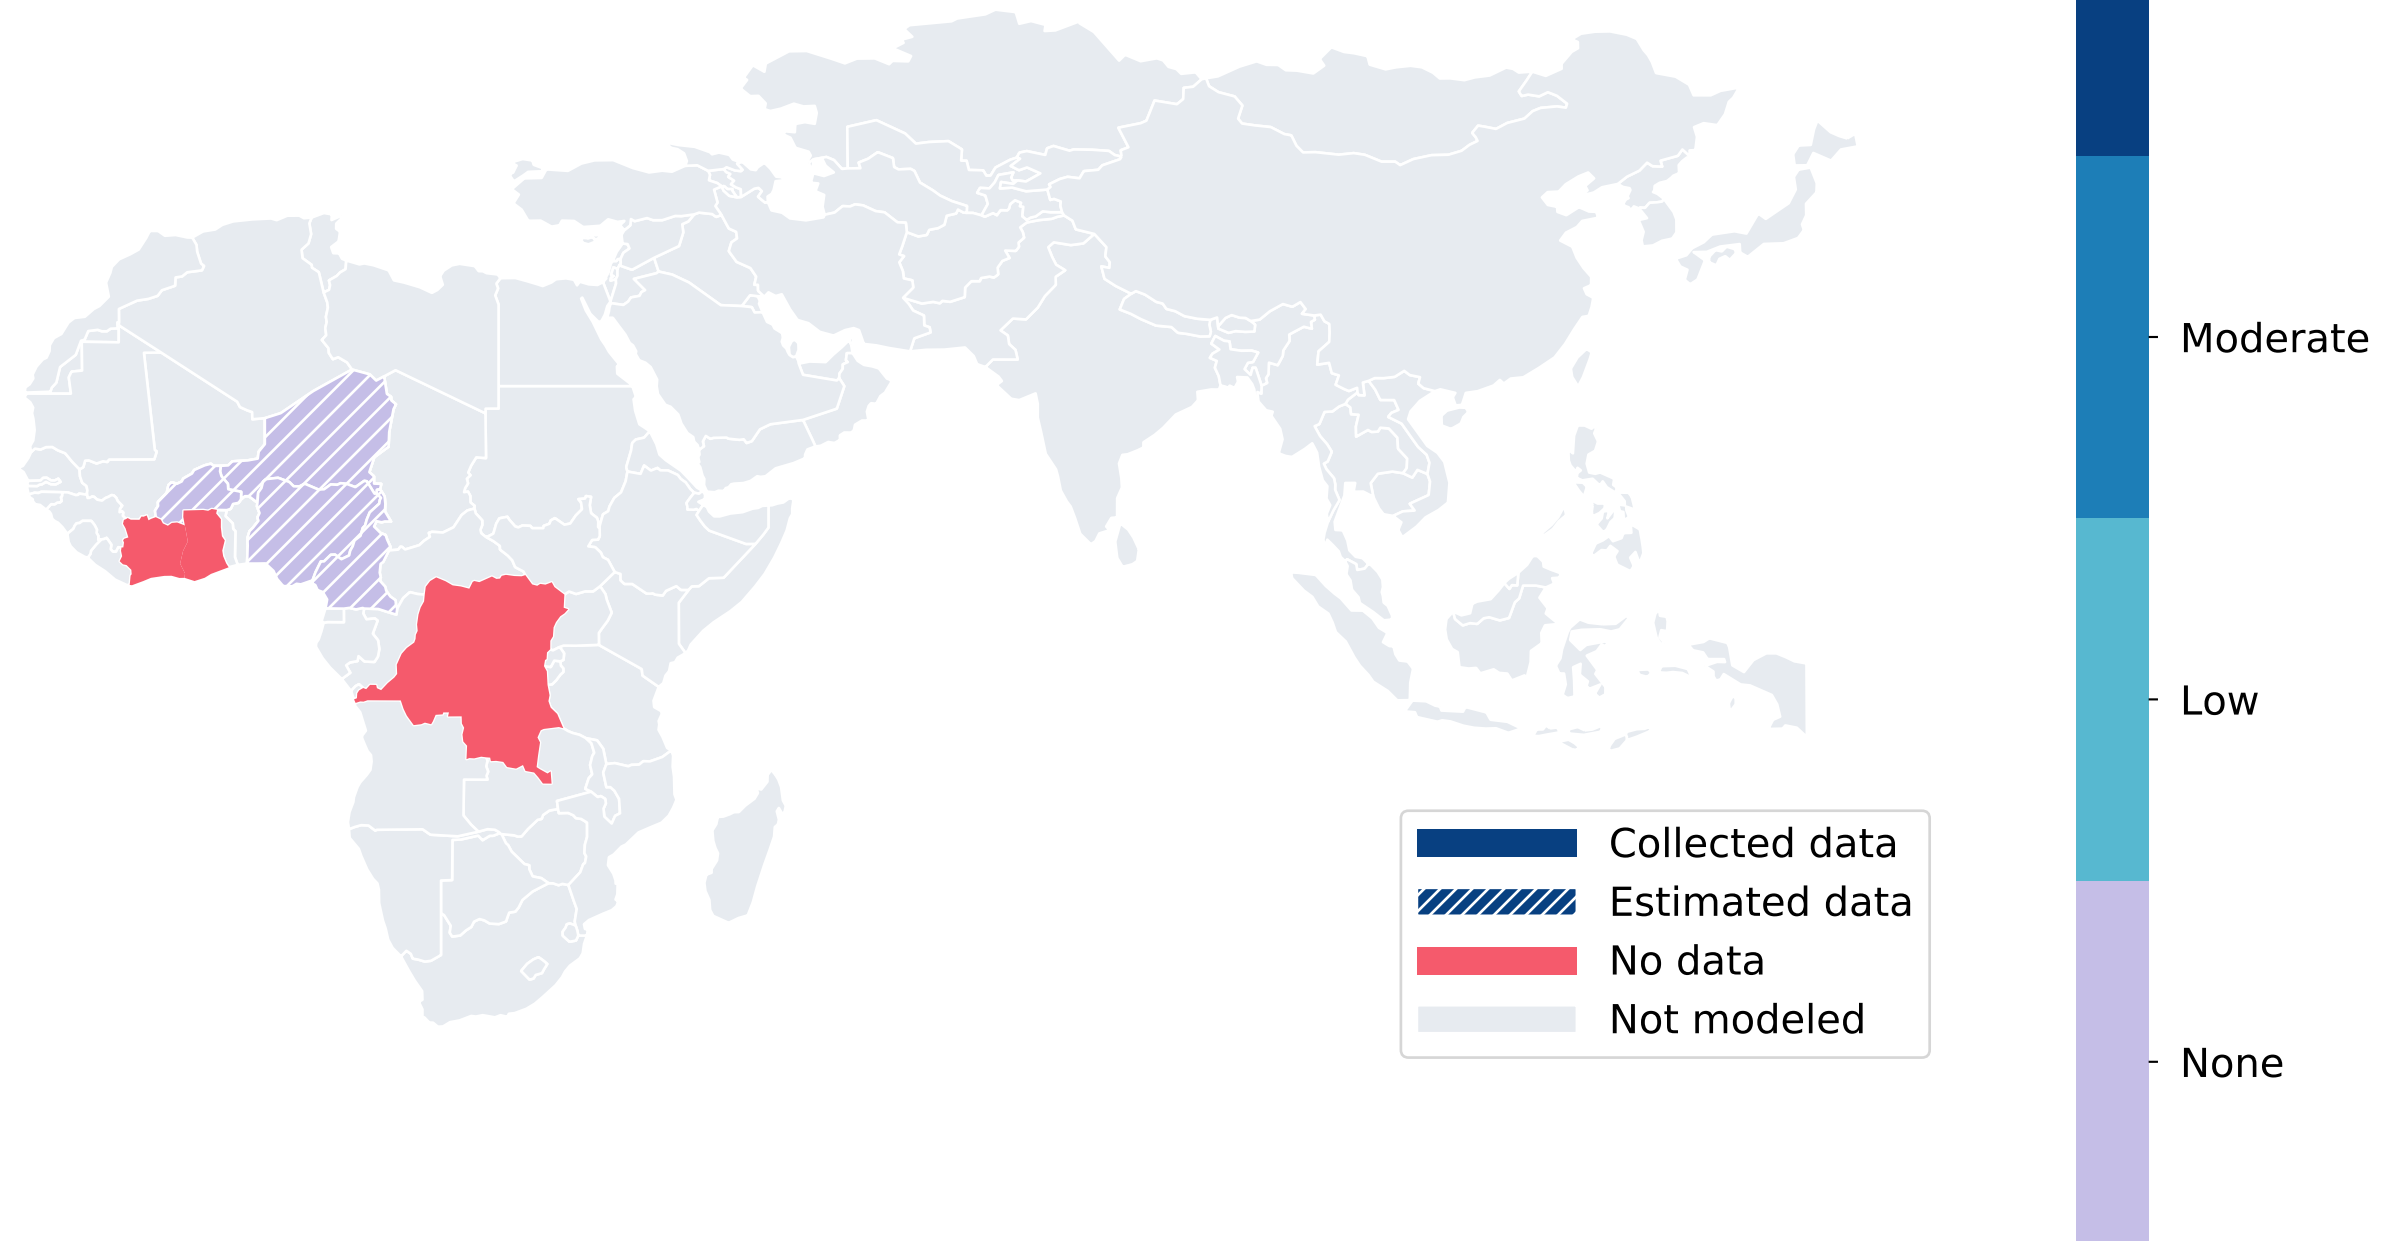 Moderate
Low
Collected data
Estimated data
No data
Not modeled
None